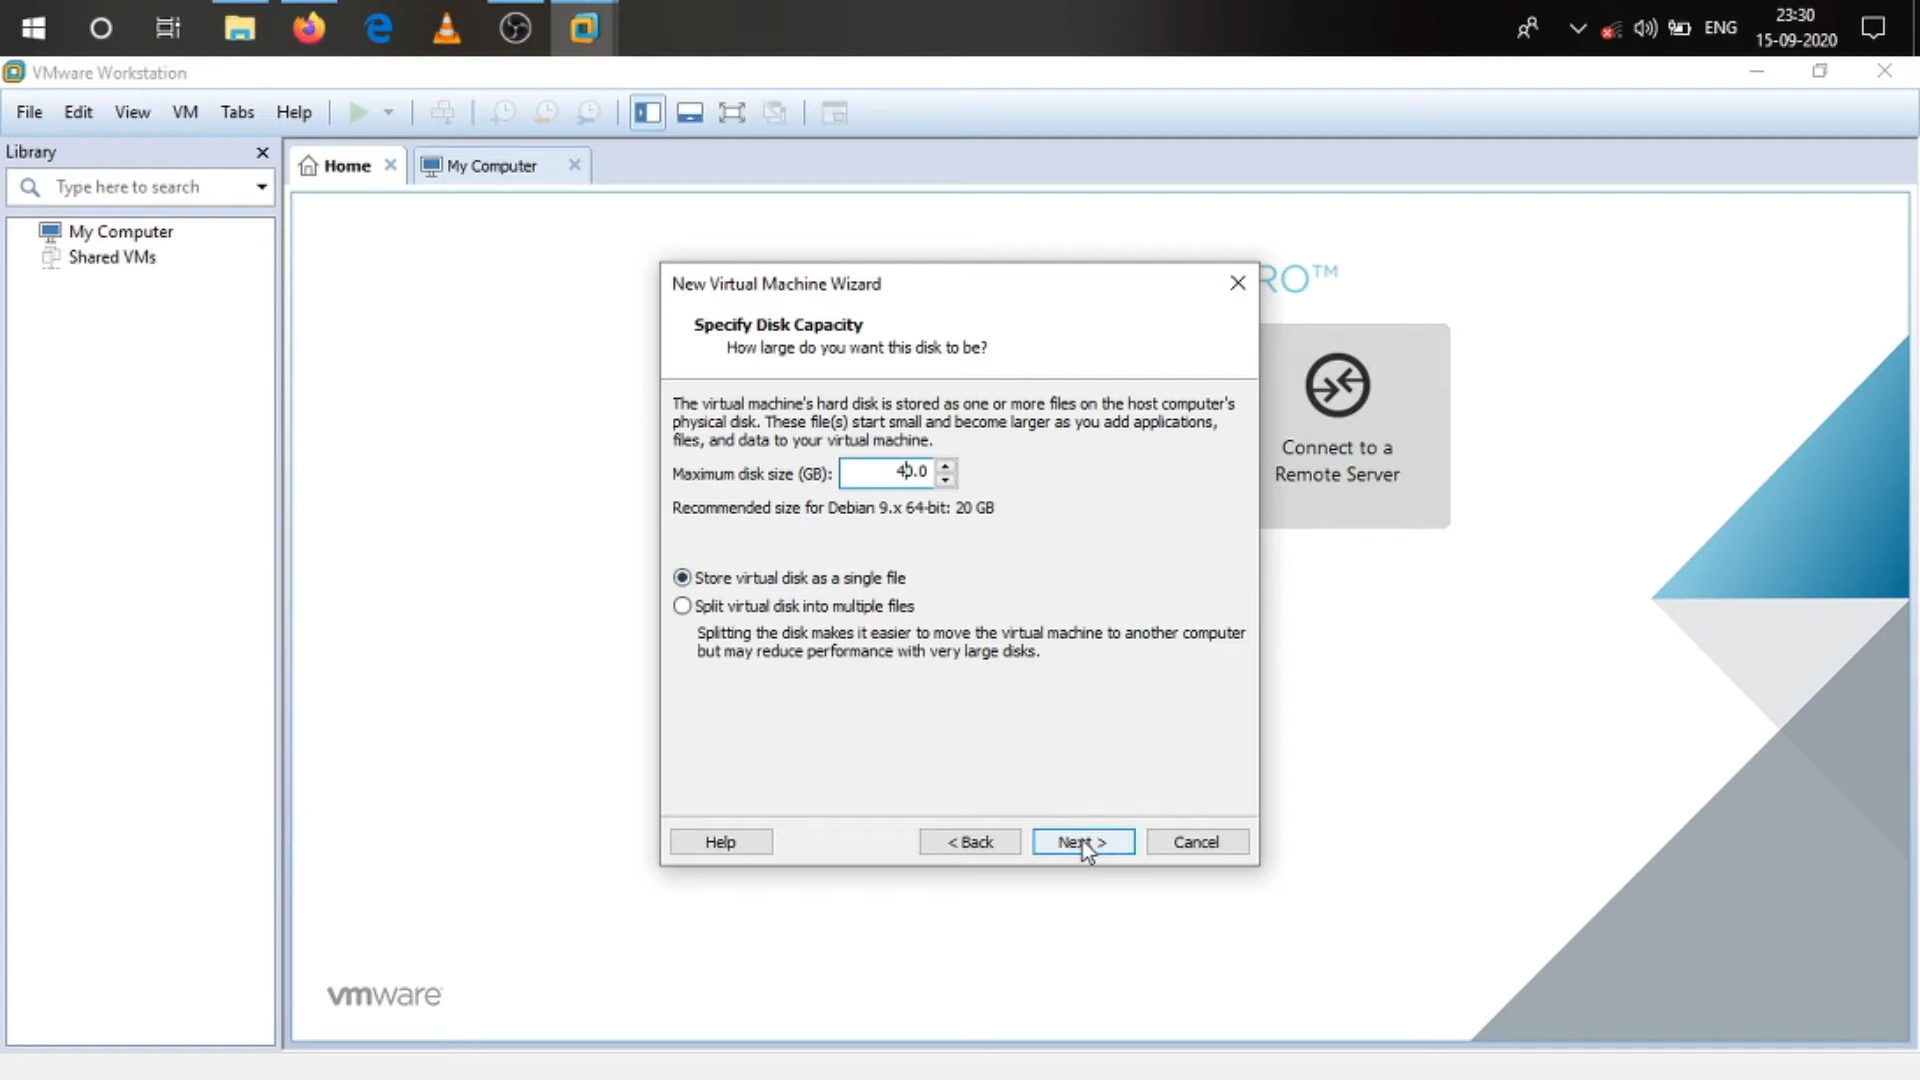 ENG
23:30
15-09-2020
VMware Workstation
File Edit View VM Tabs Help
Library
Type here to search
My Computer
Shared VMs
Home
My Computer
RO™
Connect to a
Remote Server
New Virtual Machine Wizard
Specify Disk Capacity
How large do you want this disk to be?
The virtual machine's hard disk is stored as one or more files on the host computer's
physical disk. These file(s) start small and become larger as you add applications,
files, and data to your virtual machine.
Maximum disk size (GB): 40.0
Recommended size for Debian 9.x 64-bit: 20 GB
Store virtual disk as a single file
Split virtual disk into multiple files
Splitting the disk makes it easier to move the virtual machine to another computer
but may reduce performance with very large disks.
Help < Back Next > Cancel
vmware